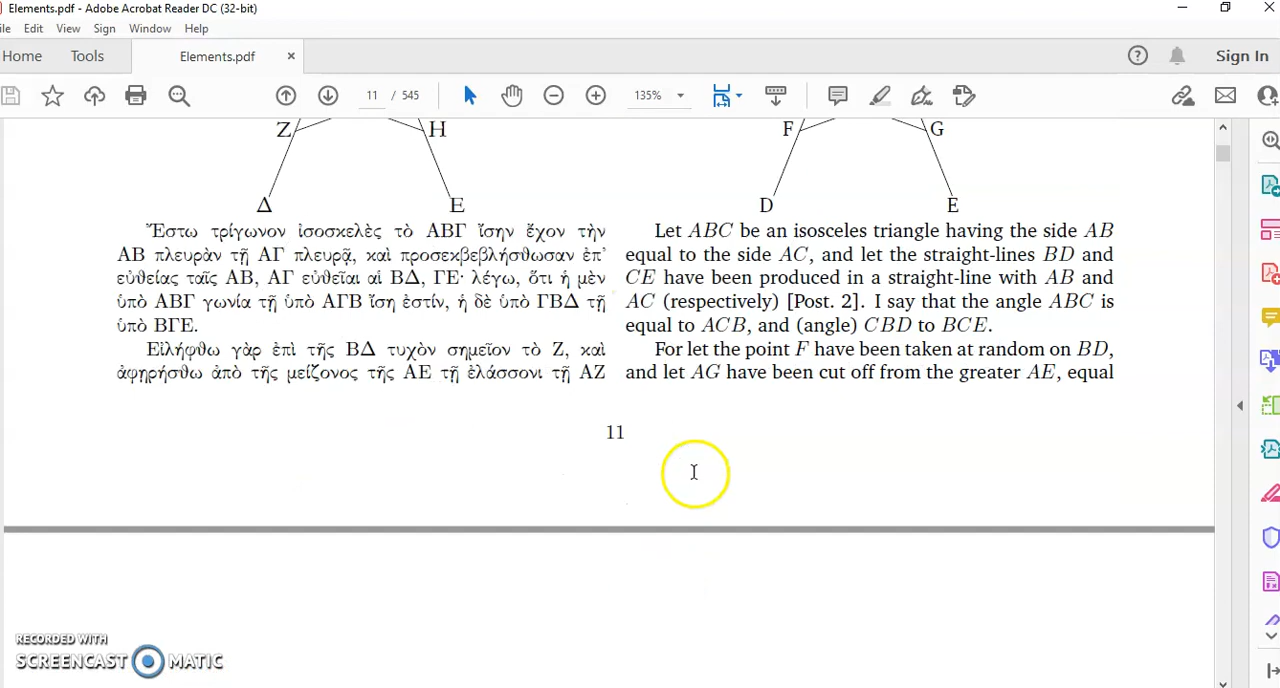 Elements.pdf - Adobe Acrobat Reader DC (32-bit)
ile Edit View Sign Window Help
Home Tools Elements.pdf × Sign In
11 / 545 135%
Z H F G
Δ E D E
Ἔστω τρίγωνον ἰσοσκελὲς τὸ ΑΒΓ ἴσην ἔχον τὴν
ΑΒ πλευρὰν τῇ ΑΓ πλευρᾷ, καὶ προσεκβεβλήσθωσαν ἐπ᾿
εὐθείας ταῖς ΑΒ, ΑΓ εὐθεῖαι αἱ ΒΔ, ΓΕ· λέγω, ὅτι ἡ μὲν
ὑπὸ ΑΒΓ γωνία τῇ ὑπὸ ΑΓΒ ἴση ἐστίν, ἡ δὲ ὑπὸ ΓΒΔ τῇ
ὑπὸ ΒΓΕ.
Εἰλήφθω γὰρ ἐπὶ τῆς ΒΔ τυχὸν σημεῖον τὸ Ζ, καὶ
ἀφῃρήσθω ἀπὸ τῆς μείζονος τῆς ΑΕ τῇ ἐλάσσονι τῇ ΑΖ
Let ABC be an isosceles triangle having the side AB
equal to the side AC, and let the straight-lines BD and
CE have been produced in a straight-line with AB and
AC (respectively) [Post. 2]. I say that the angle ABC is
equal to ACB, and (angle) CBD to BCE.
For let the point F have been taken at random on BD,
and let AG have been cut off from the greater AE, equal
11
RECORDED WITH
SCREENCAST MATIC